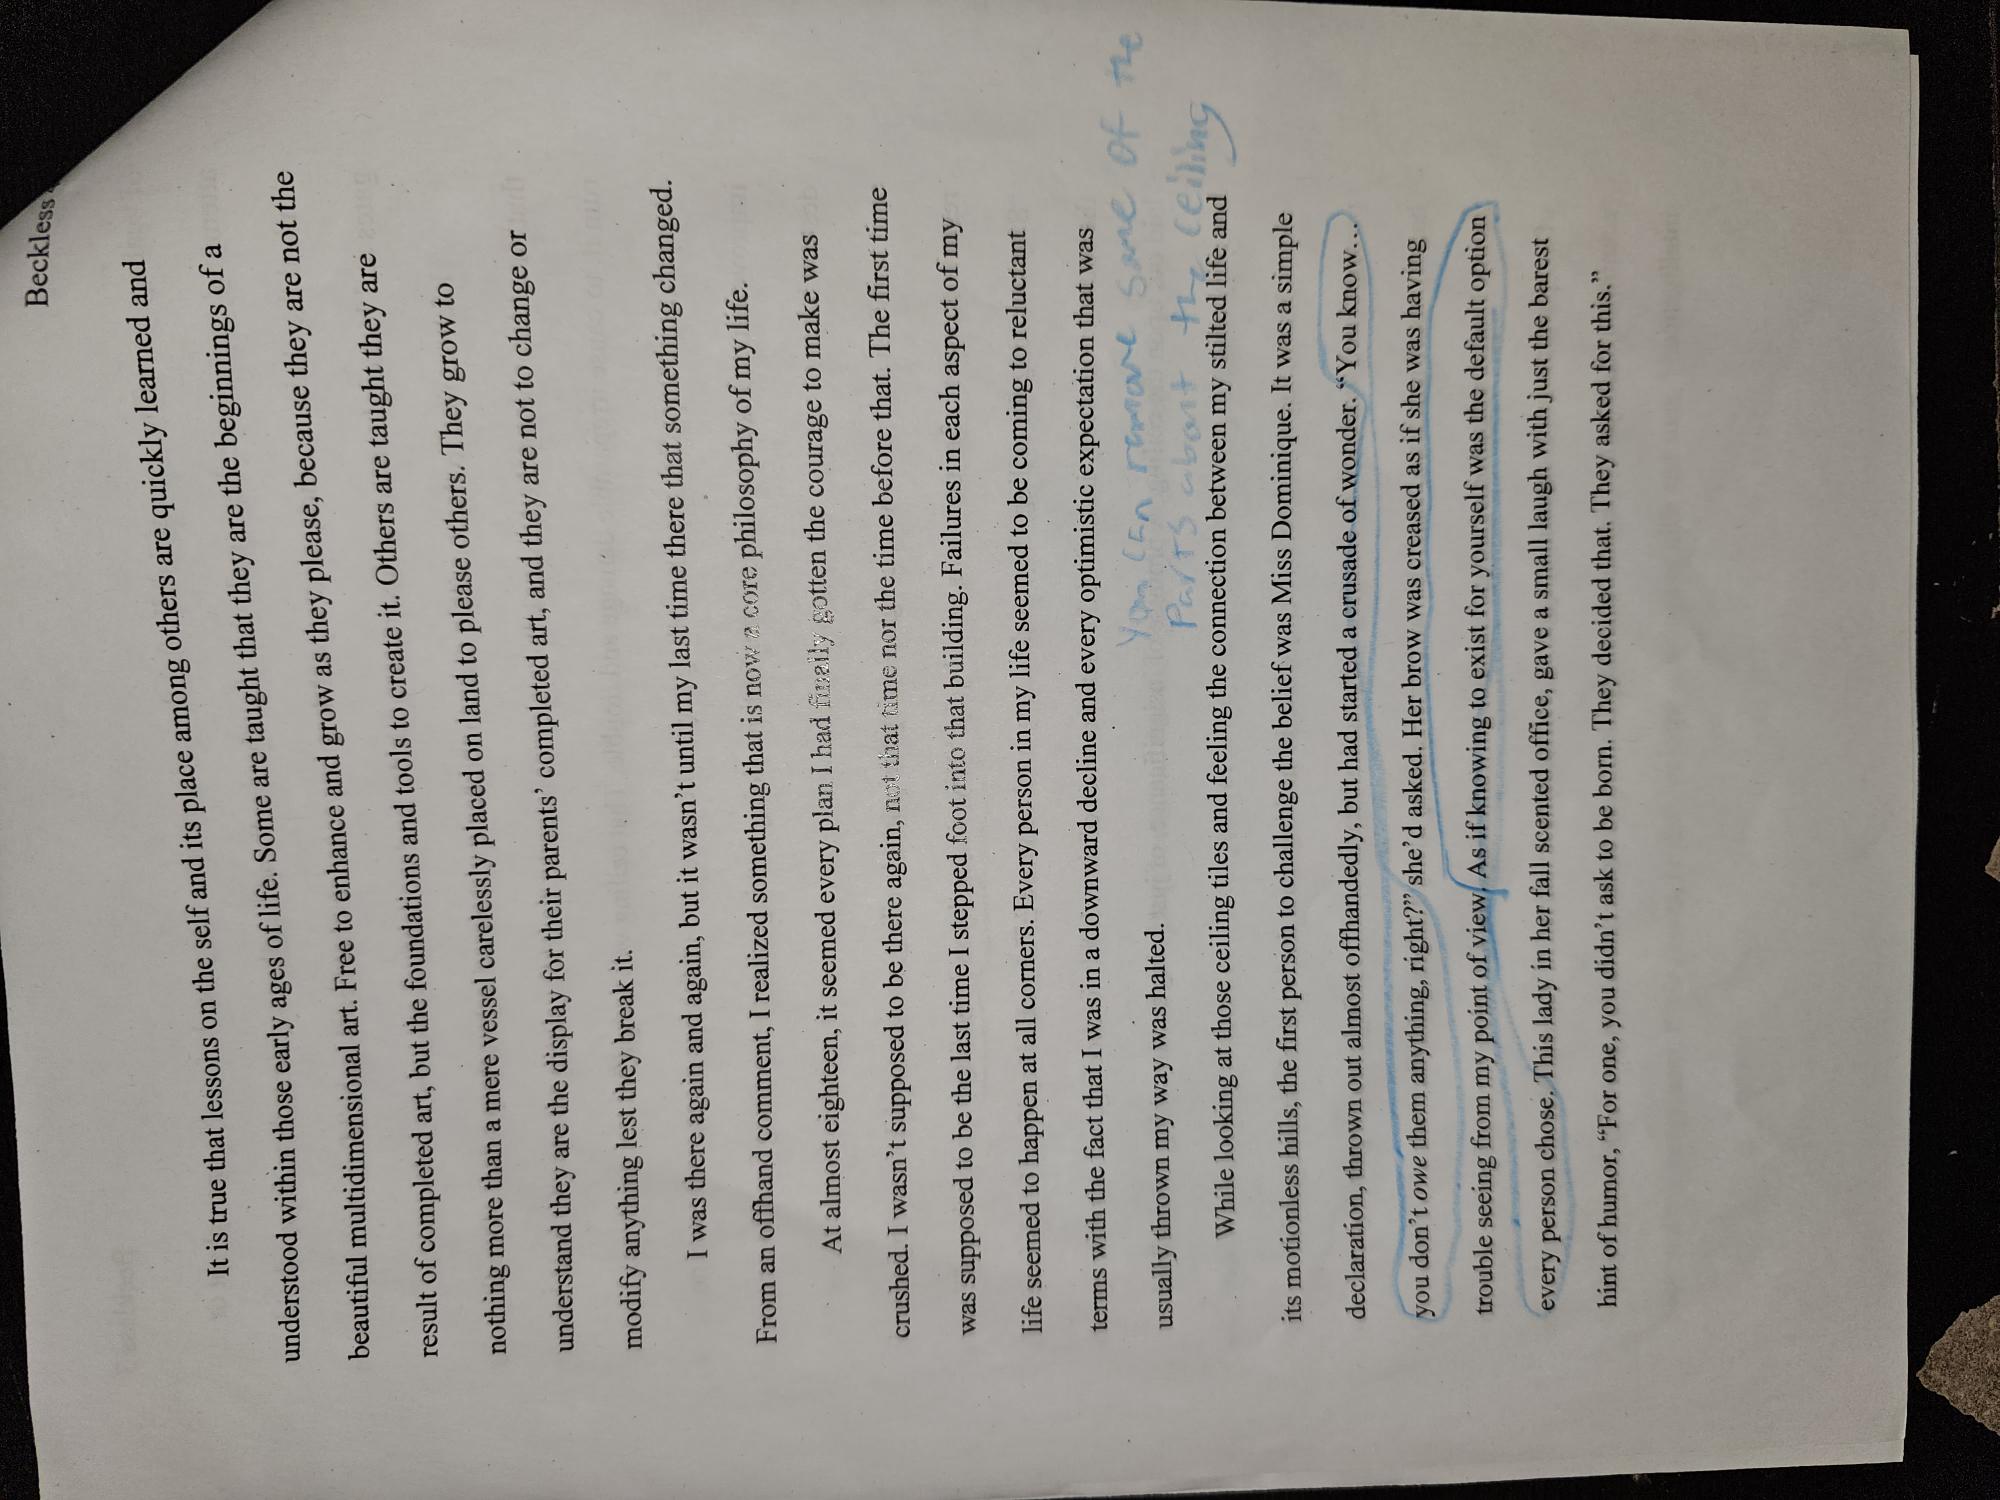 Beckless
It is true that lessons on the self and its place among others are quickly learned and
understood within those early ages of life. Some are taught that they are the beginnings of a
beautiful multidimensional art. Free to enhance and grow as they please, because they are not the
result of completed art, but the foundations and tools to create it. Others are taught they are
nothing more than a mere vessel carelessly placed on land to please others. They grow to
understand they are the display for their parents’ completed art, and they are not to change or
modify anything lest they break it.
I was there again and again, but it wasn’t until my last time there that something changed.
From an offhand comment, I realized something that is now a core philosophy of my life.
At almost eighteen, it seemed every plan I had finally gotten the courage to make was
crushed. I wasn’t supposed to be there again, not that time nor the time before that. The first time
was supposed to be the last time I stepped foot into that building. Failures in each aspect of my
life seemed to happen at all corners. Every person in my life seemed to be coming to reluctant
terms with the fact that I was in a downward decline and every optimistic expectation that was
usually thrown my way was halted.
You can remove some of the
Parts about the ceiling
While looking at those ceiling tiles and feeling the connection between my stilted life and
its motionless hills, the first person to challenge the belief was Miss Dominique. It was a simple
declaration, thrown out almost offhandedly, but had started a crusade of wonder. “You know…
you don’t owe them anything, right?” she’d asked. Her brow was creased as if she was having
trouble seeing from my point of view. As if knowing to exist for yourself was the default option
every person chose. This lady in her fall scented office, gave a small laugh with just the barest
hint of humor, “For one, you didn’t ask to be born. They decided that. They asked for this.”